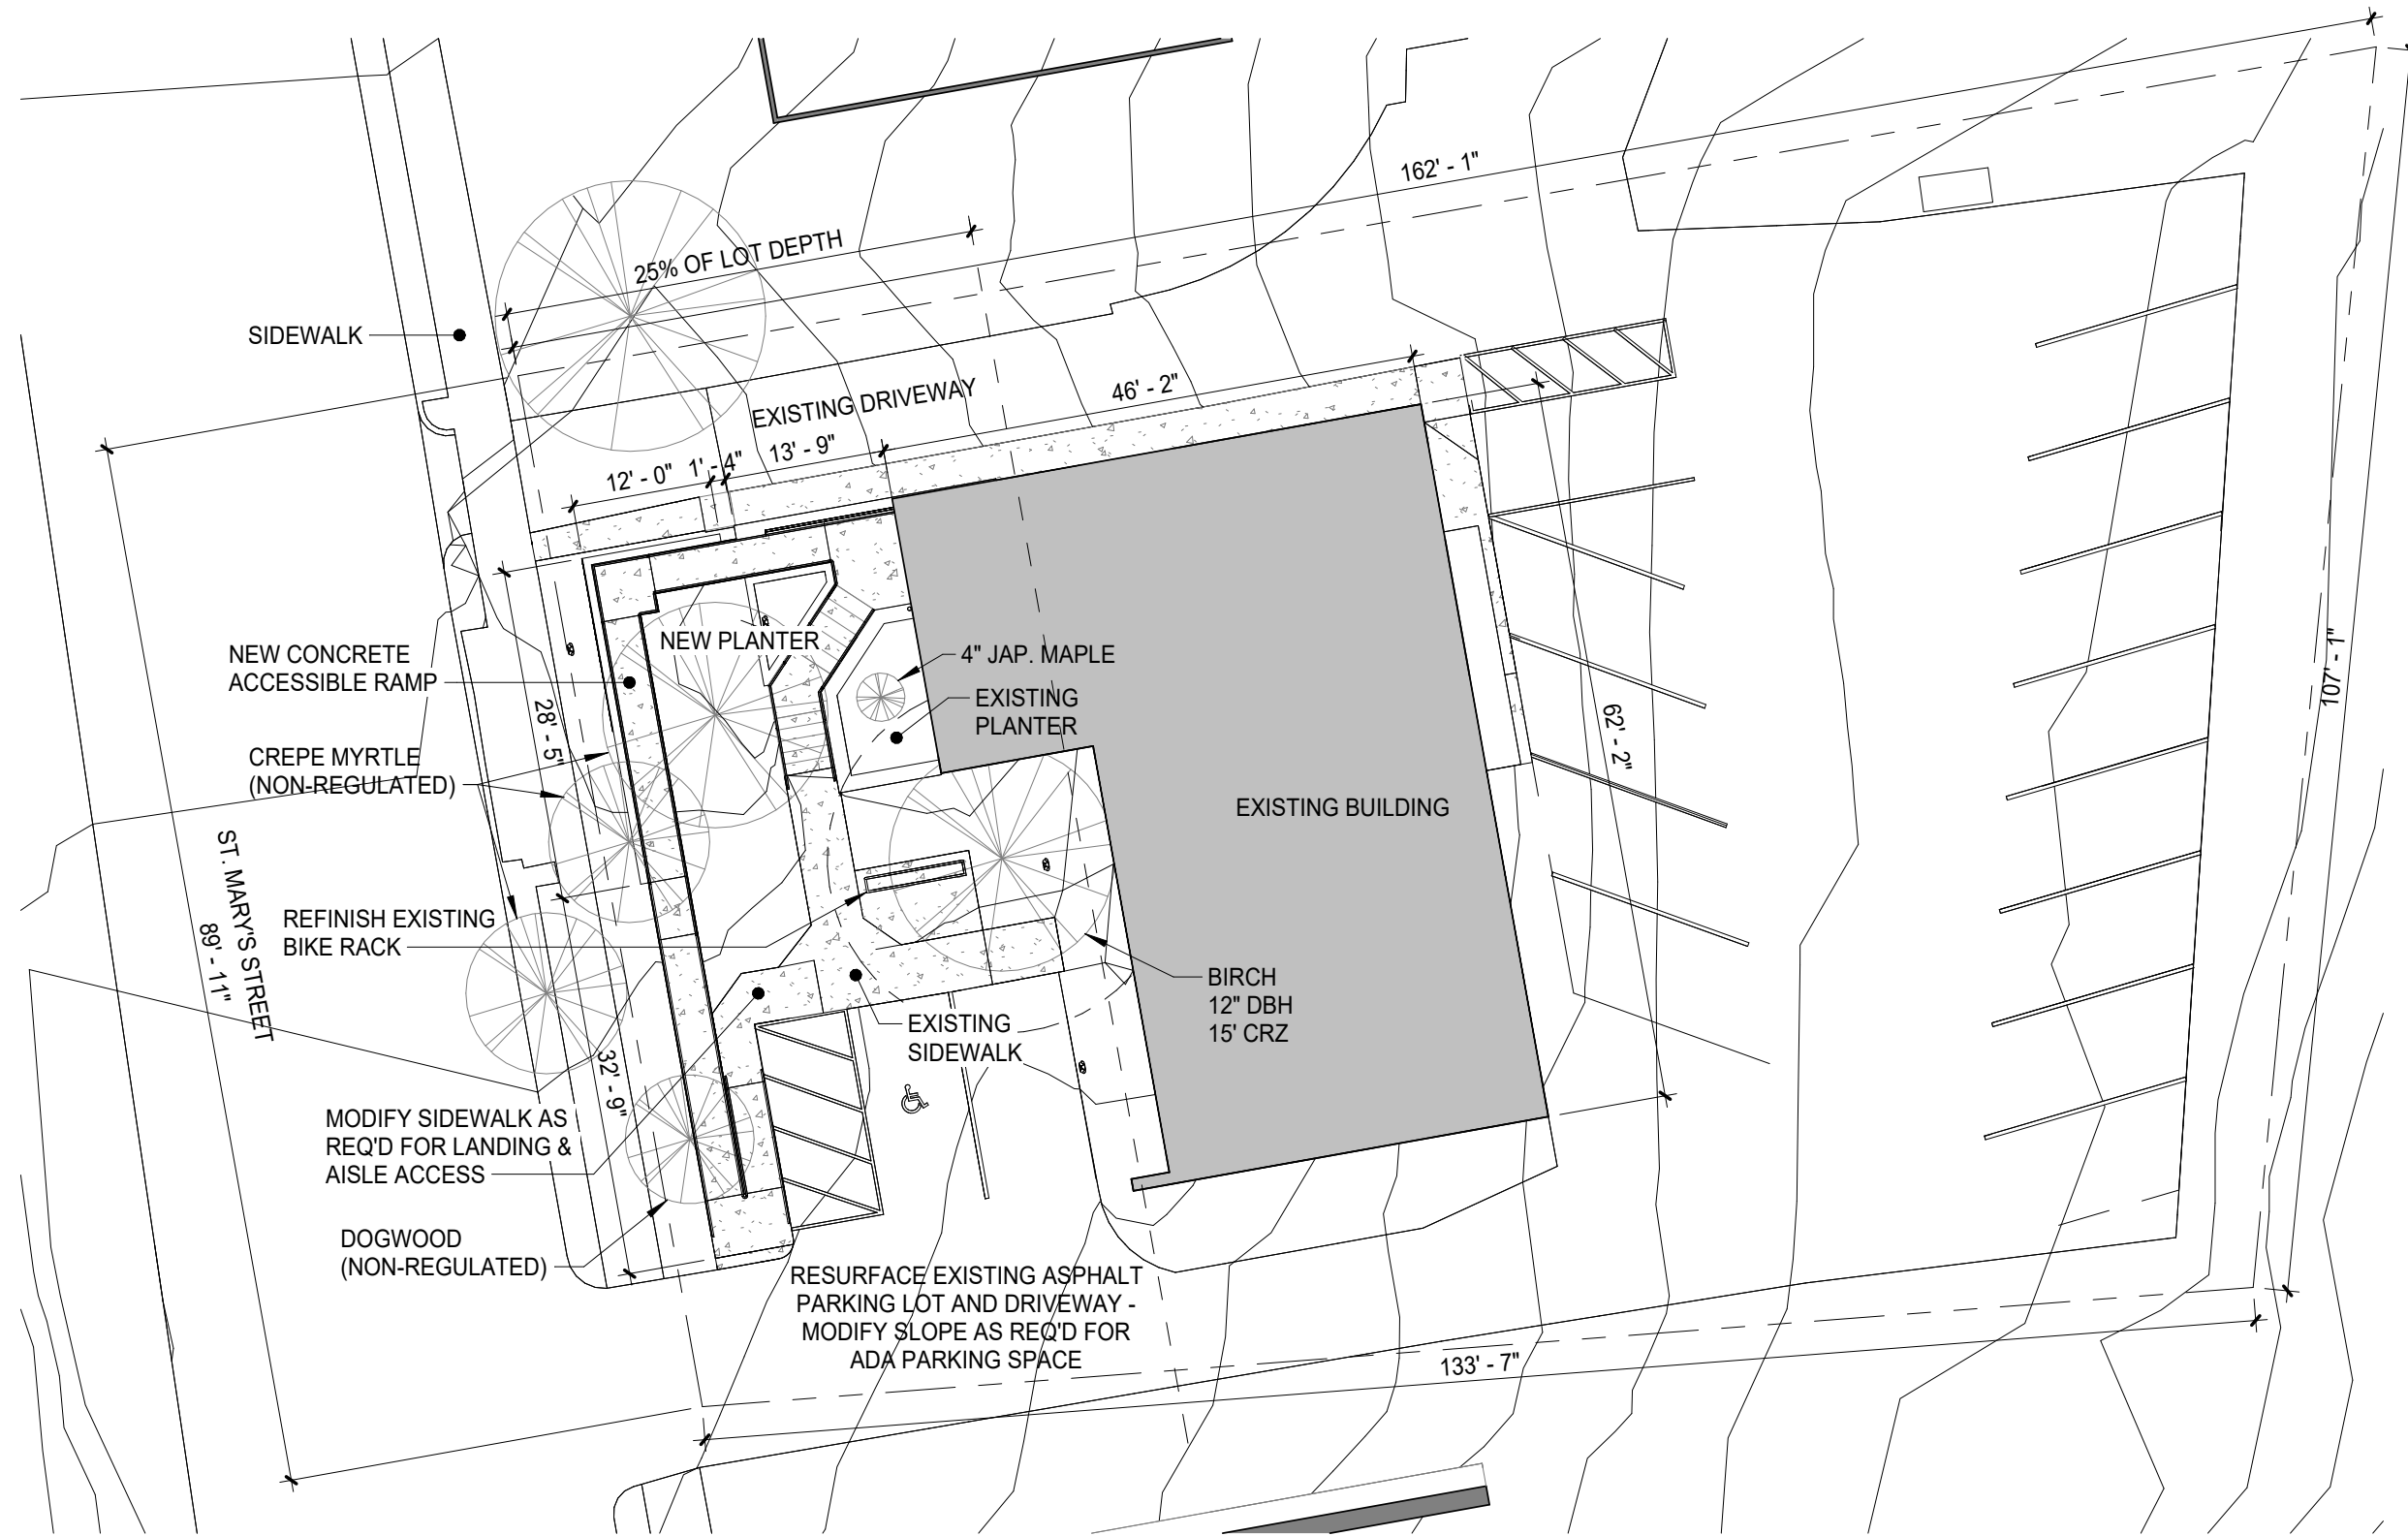 162' - 1"
25% OF LOT DEPTH
SIDEWALK
EXISTING DRIVEWAY
46' - 2"
12' - 0"
1' - 4"
13' - 9"
NEW PLANTER
4" JAP. MAPLE
EXISTING
PLANTER
NEW CONCRETE
ACCESSIBLE RAMP
28' - 5"
62' - 2"
107' - 1"
CREPE MYRTLE
(NON-REGULATED)
EXISTING BUILDING
ST. MARY'S STREET
89' - 11"
REFINISH EXISTING
BIKE RACK
BIRCH
12" DBH
15' CRZ
EXISTING
SIDEWALK
32' - 9"
MODIFY SIDEWALK AS
REQ'D FOR LANDING &
AISLE ACCESS
DOGWOOD
(NON-REGULATED)
RESURFACE EXISTING ASPHALT
PARKING LOT AND DRIVEWAY -
MODIFY SLOPE AS REQ'D FOR
ADA PARKING SPACE
133' - 7"